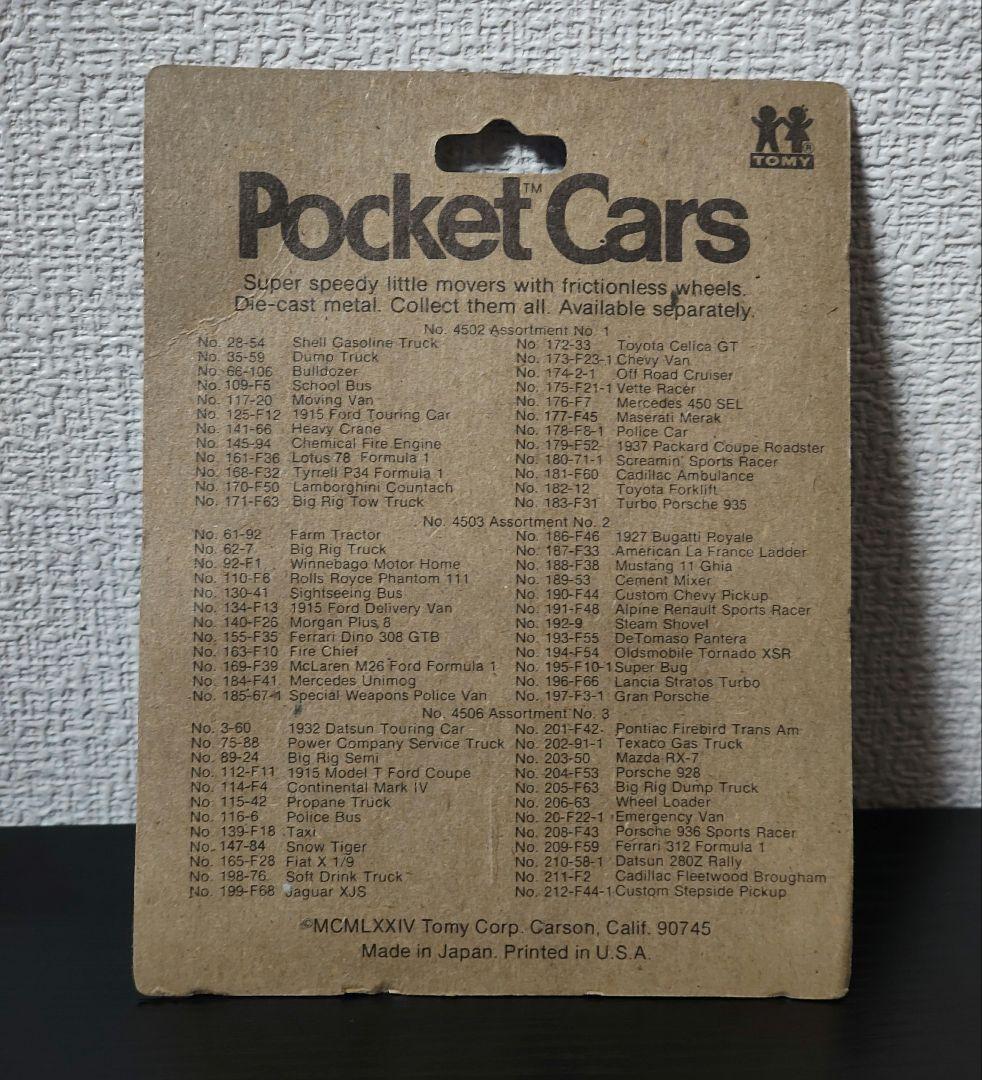 TOMY
Pocket Cars™
Super speedy little movers with frictionless wheels.
Die-cast metal. Collect them all. Available separately.
No. 4502 Assortment No. 1
No. 28-54 Shell Gasoline Truck
No. 35-59 Dump Truck
No. 66-106 Bulldozer
No. 109-F5 School Bus
No. 117-20 Moving Van
No. 125-F12 1915 Ford Touring Car
No. 141-66 Heavy Crane
No. 145-94 Chemical Fire Engine
No. 161-F36 Lotus 78 Formula 1
No. 168-F32 Tyrrell P34 Formula 1
No. 170-F50 Lamborghini Countach
No. 171-F63 Big Rig Tow Truck
No. 172-33 Toyota Celica GT
No. 173-F23-1 Chevy Van
No. 174-2-1 Off Road Cruiser
No. 175-F21-1 Vette Racer
No. 176-F7 Mercedes 450 SEL
No. 177-F45 Maserati Merak
No. 178-F8-1 Police Car
No. 179-F52 1937 Packard Coupe Roadster
No. 180-71-1 Screamin' Sports Racer
No. 181-F60 Cadillac Ambulance
No. 182-12 Toyota Forklift
No. 183-F31 Turbo Porsche 935
No. 4503 Assortment No. 2
No. 61-92 Farm Tractor
No. 62-7 Big Rig Truck
No. 92-F1 Winnebago Motor Home
No. 110-F6 Rolls Royce Phantom 111
No. 130-41 Sightseeing Bus
No. 134-F13 1915 Ford Delivery Van
No. 140-F26 Morgan Plus 8
No. 155-F35 Ferrari Dino 308 GTB
No. 163-F10 Fire Chief
No. 169-F39 McLaren M26 Ford Formula 1
No. 184-F41 Mercedes Unimog
No. 185-67-1 Special Weapons Police Van
No. 186-F46 1927 Bugatti Royale
No. 187-F33 American La France Ladder
No. 188-F38 Mustang 11 Ghia
No. 189-53 Cement Mixer
No. 190-F44 Custom Chevy Pickup
No. 191-F48 Alpine Renault Sports Racer
No. 192-9 Steam Shovel
No. 193-F55 DeTomaso Pantera
No. 194-F54 Oldsmobile Tornado XSR
No. 195-F10-1 Super Bug
No. 196-F66 Lancia Stratos Turbo
No. 197-F3-1 Gran Porsche
No. 4506 Assortment No. 3
No. 3-60 1932 Datsun Touring Car
No. 75-88 Power Company Service Truck
No. 89-24 Big Rig Semi
No. 112-F11 1915 Model T Ford Coupe
No. 114-F4 Continental Mark IV
No. 115-42 Propane Truck
No. 116-6 Police Bus
No. 139-F18 Taxi
No. 147-84 Snow Tiger
No. 165-F28 Fiat X 1/9
No. 198-76 Soft Drink Truck
No. 199-F68 Jaguar XJS
No. 201-F42 Pontiac Firebird Trans Am
No. 202-91-1 Texaco Gas Truck
No. 203-50 Mazda RX-7
No. 204-F53 Porsche 928
No. 205-F63 Big Rig Dump Truck
No. 206-63 Wheel Loader
No. 20-F22-1 Emergency Van
No. 208-F43 Porsche 936 Sports Racer
No. 209-F59 Ferrari 312 Formula 1
No. 210-58-1 Datsun 280Z Rally
No. 211-F2 Cadillac Fleetwood Brougham
No. 212-F44-1 Custom Stepside Pickup
©MCMLXXIV Tomy Corp. Carson, Calif. 90745
Made in Japan. Printed in U.S.A.